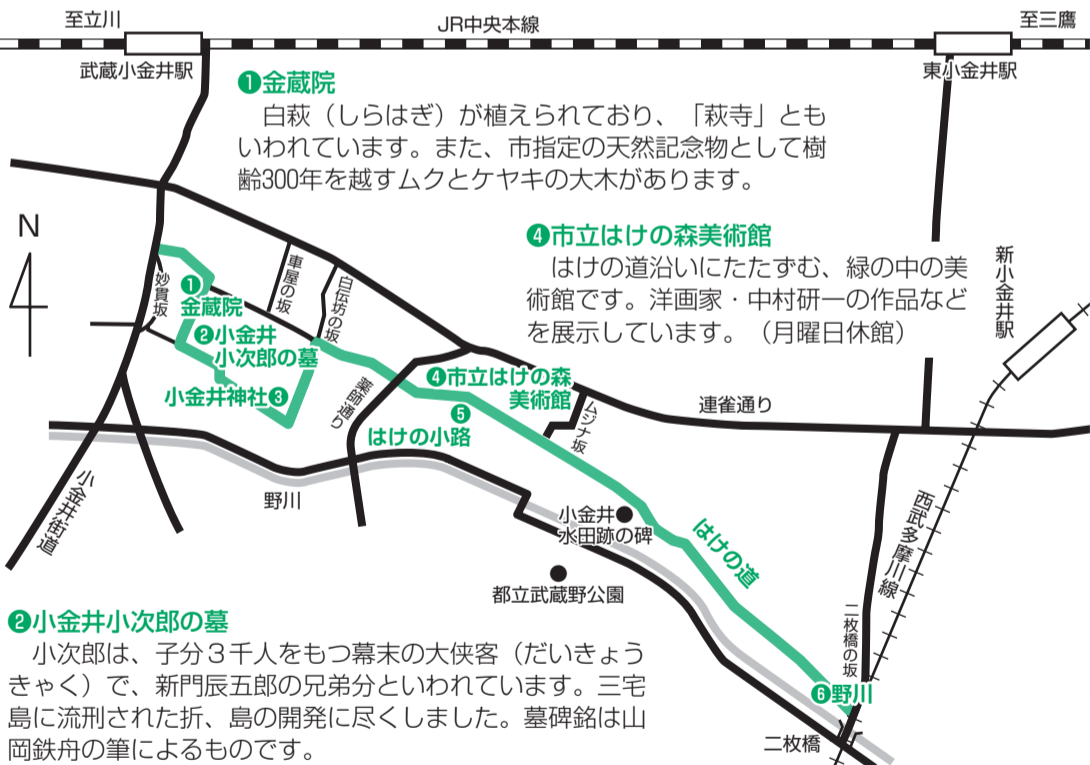 至立川
JR中央本線
至三鷹
武蔵小金井駅
東小金井駅
❶金蔵院
　白萩（しらはぎ）が植えられており、「萩寺」とも
いわれています。また、市指定の天然記念物として樹
齢300年を越すムクとケヤキの大木があります。
N
❹市立はけの森美術館
　はけの道沿いにたたずむ、緑の中の美
術館です。洋画家・中村研一の作品など
を展示しています。（月曜日休館）
新小金井駅
妙貫坂
❶
金蔵院
車屋の坂
白伝坊の坂
❷小金井
小次郎の墓
小金井神社❸
薬師通り
❹市立はけの森
美術館
❺
はけの小路
ムジナ坂
連雀通り
小金井街道
野川
小金井
水田跡の碑
はけの道
西武多摩川線
都立武蔵野公園
二枚橋の坂
❻野川
二枚橋
❷小金井小次郎の墓
　小次郎は、子分３千人をもつ幕末の大侠客（だいきょう
きゃく）で、新門辰五郎の兄弟分といわれています。三宅
島に流刑された折、島の開発に尽くしました。墓碑銘は山
岡鉄舟の筆によるものです。